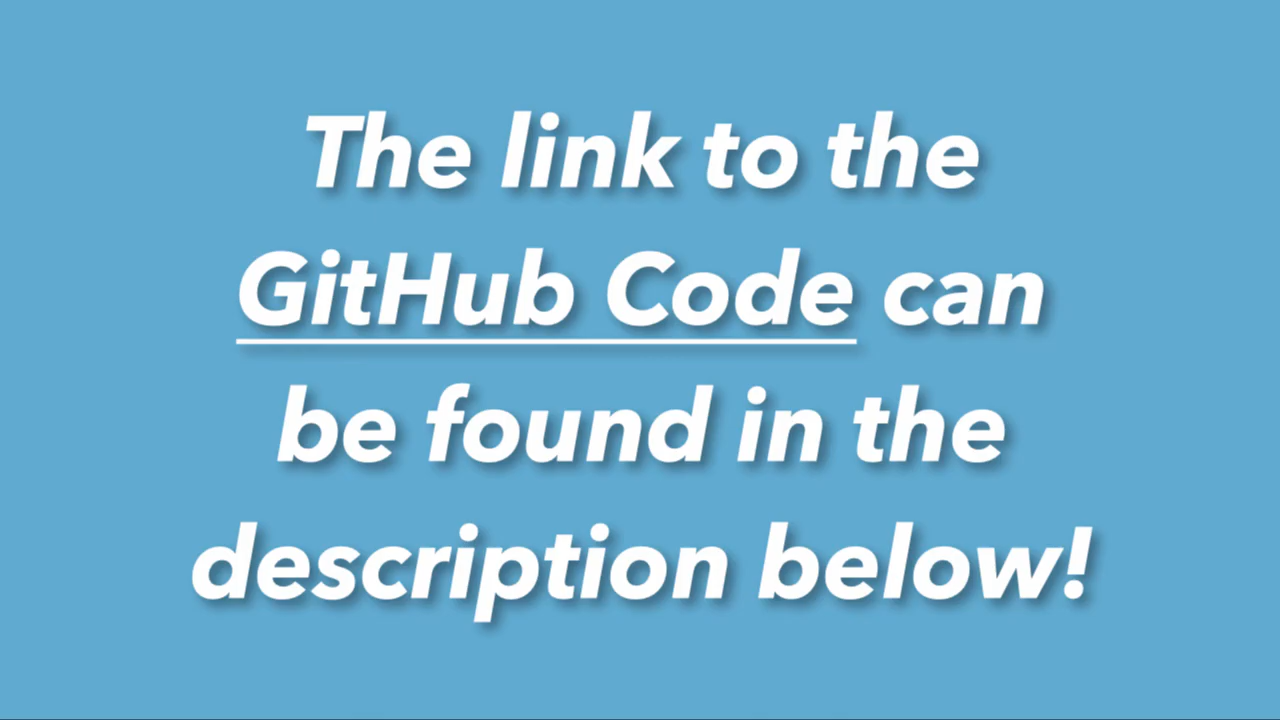 The link to the
GitHub Code can
be found in the
description below!